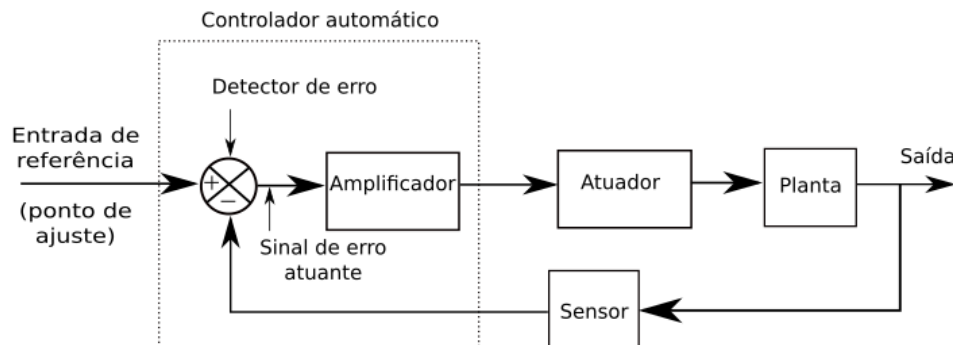 Controlador automático
Detector de erro
Entrada de
referência
(ponto de
ajuste)
+
−
Sinal de erro
atuante
Amplificador
Atuador
Planta
Saída
Sensor